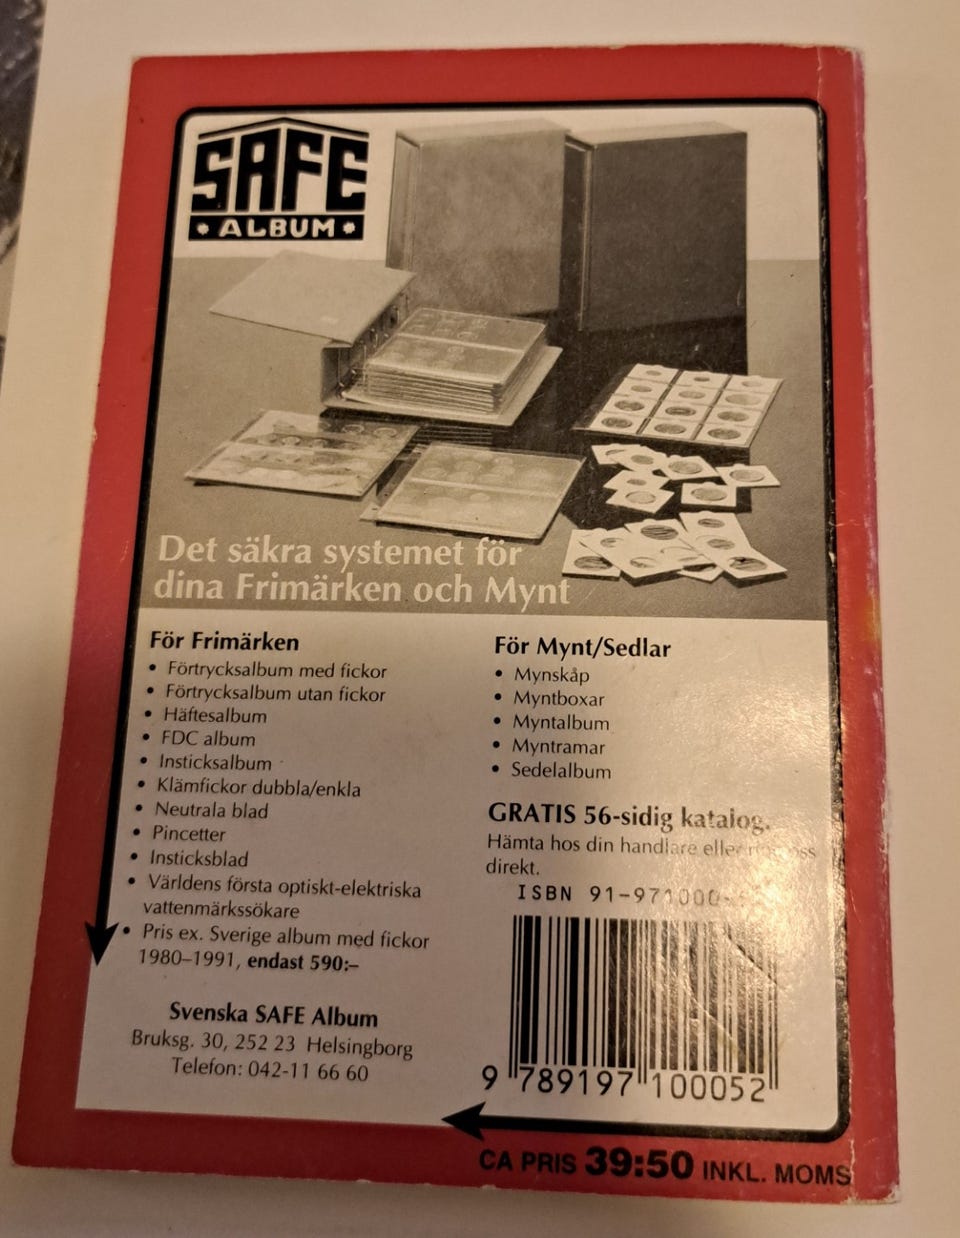 SAFE
ALBUM
Det säkra systemet för
dina Frimärken och Mynt
För Frimärken
• Förtrycksalbum med fickor
• Förtrycksalbum utan fickor
• Häftesalbum
• FDC album
• Insticksalbum
• Klämfickor dubbla/enkla
• Neutrala blad
• Pincetter
• Insticksblad
• Världens första optiskt-elektriska
vattenmärkssökare
• Pris ex. Sverige album med fickor
1980–1991, endast 590:–
Svenska SAFE Album
Bruksg. 30, 252 23 Helsingborg
Telefon: 042-11 66 60
För Mynt/Sedlar
• Mynskåp
• Myntboxar
• Myntalbum
• Myntramar
• Sedelalbum
GRATIS 56-sidig katalog.
Hämta hos din handlare eller oss
direkt.
ISBN 91-971000-
9 789197 100052
CA PRIS 39:50 INKL. MOMS